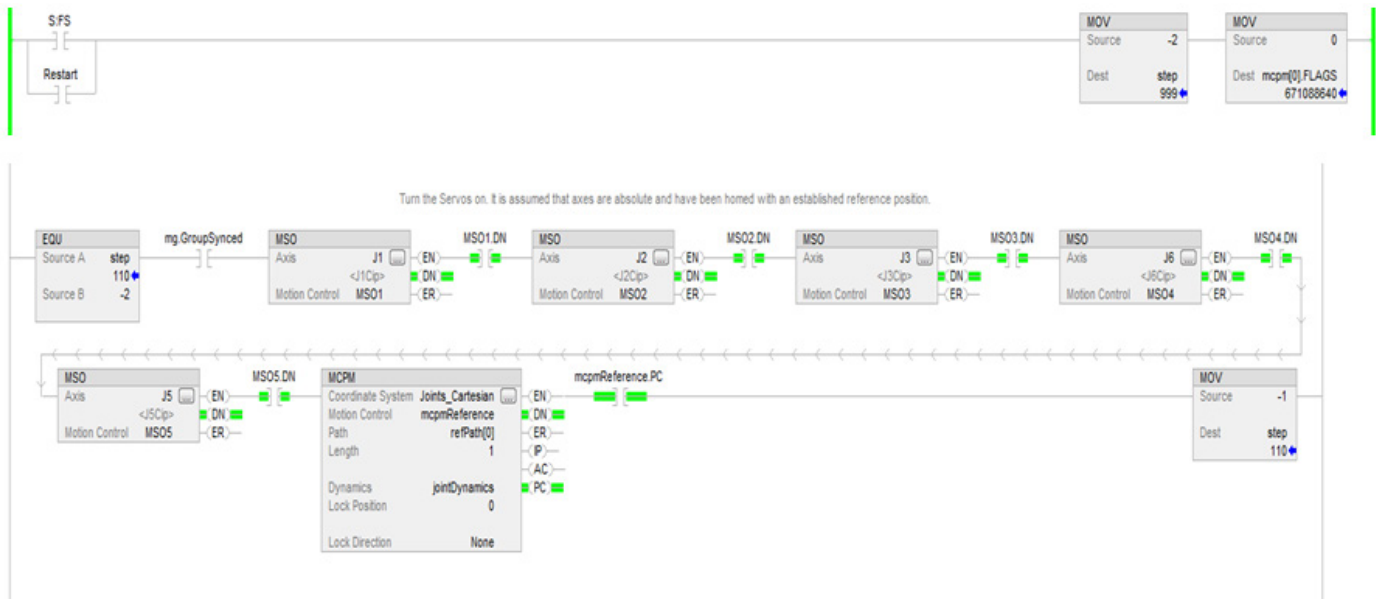 S:FS
Restart
MOV
Source -2
Dest step
999
MOV
Source 0
Dest mcpm[0].FLAGS
671088640
Turn the Servos on. It is assumed that axes are absolute and have been homed with an established reference position.
EQU
Source A step
110
Source B -2
mg.GroupSynced
MSO
Axis J1 ...
<J1Cip>
Motion Control MSO1
EN
DN
ER
MSO1.DN
MSO
Axis J2 ...
<J2Cip>
Motion Control MSO2
EN
DN
ER
MSO2.DN
MSO
Axis J3 ...
<J3Cip>
Motion Control MSO3
EN
DN
ER
MSO3.DN
MSO
Axis J6 ...
<J6Cip>
Motion Control MSO4
EN
DN
ER
MSO4.DN
MSO
Axis J5 ...
<J5Cip>
Motion Control MSO5
EN
DN
ER
MSO5.DN
MCPM
Coordinate System Joints_Cartesian ...
Motion Control mcpmReference
Path refPath[0]
Length 1
Dynamics jointDynamics
Lock Position 0
Lock Direction None
EN
DN
ER
IP
AC
PC
mcpmReference.PC
MOV
Source -1
Dest step
110